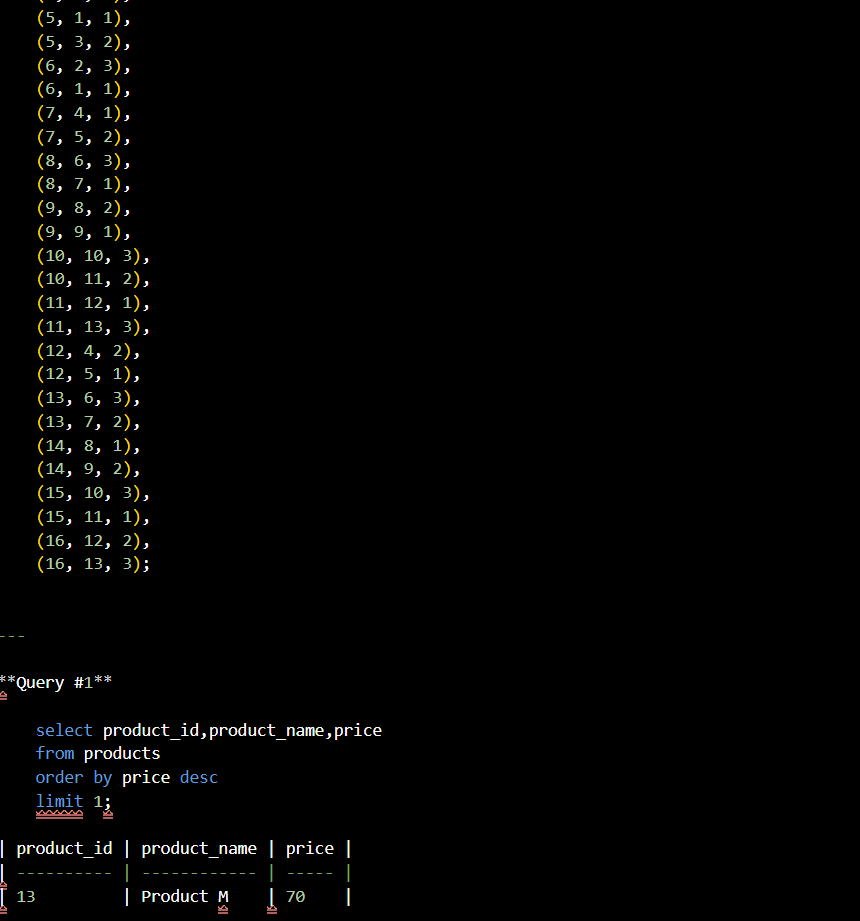 (5, 1, 1),
(5, 3, 2),
(6, 2, 3),
(6, 1, 1),
(7, 4, 1),
(7, 5, 2),
(8, 6, 3),
(8, 7, 1),
(9, 8, 2),
(9, 9, 1),
(10, 10, 3),
(10, 11, 2),
(11, 12, 1),
(11, 13, 3),
(12, 4, 2),
(12, 5, 1),
(13, 6, 3),
(13, 7, 2),
(14, 8, 1),
(14, 9, 2),
(15, 10, 3),
(15, 11, 1),
(16, 12, 2),
(16, 13, 3);
---
**Query #1**
select product_id,product_name,price
from products
order by price desc
limit 1;
| product_id | product_name | price |
| ---------- | ------------ | ----- |
| 13 | Product M | 70 |